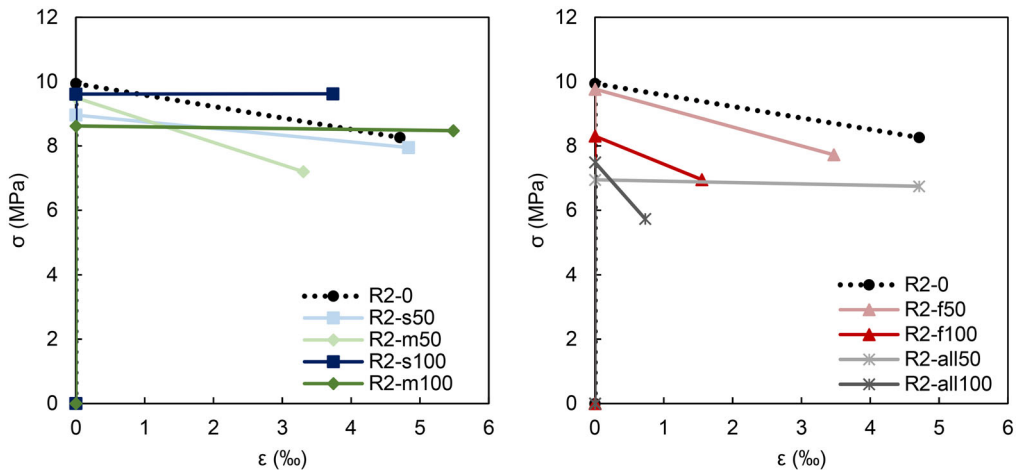 12
10
8
6
4
2
0
σ (MPa)
R2-0
R2-s50
R2-m50
R2-s100
R2-m100
0 1 2 3 4 5 6
ε (‰)
12
10
8
6
4
2
0
σ (MPa)
R2-0
R2-f50
R2-f100
R2-all50
R2-all100
0 1 2 3 4 5 6
ε (‰)